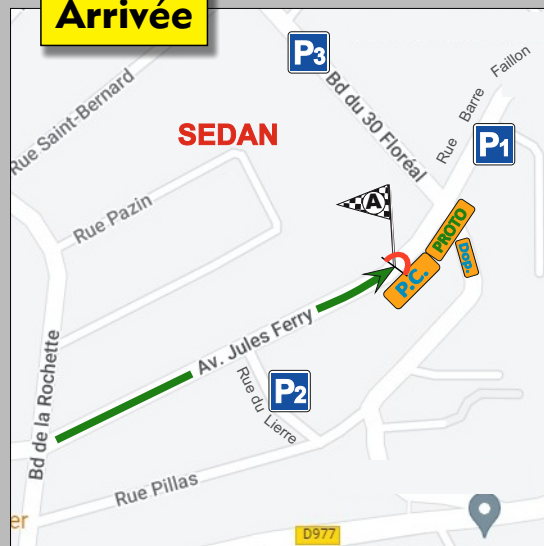 Arrivée
P3
Rue Saint-Bernard
Bd du 30 Floréal
Rue Barre Faillon
SEDAN
P1
Rue Pazin
A
PROTO
Dop.
P.C.
Av. Jules Ferry
Bd de la Rochette
P2
Rue du Lierre
Rue Pillas
er
D977